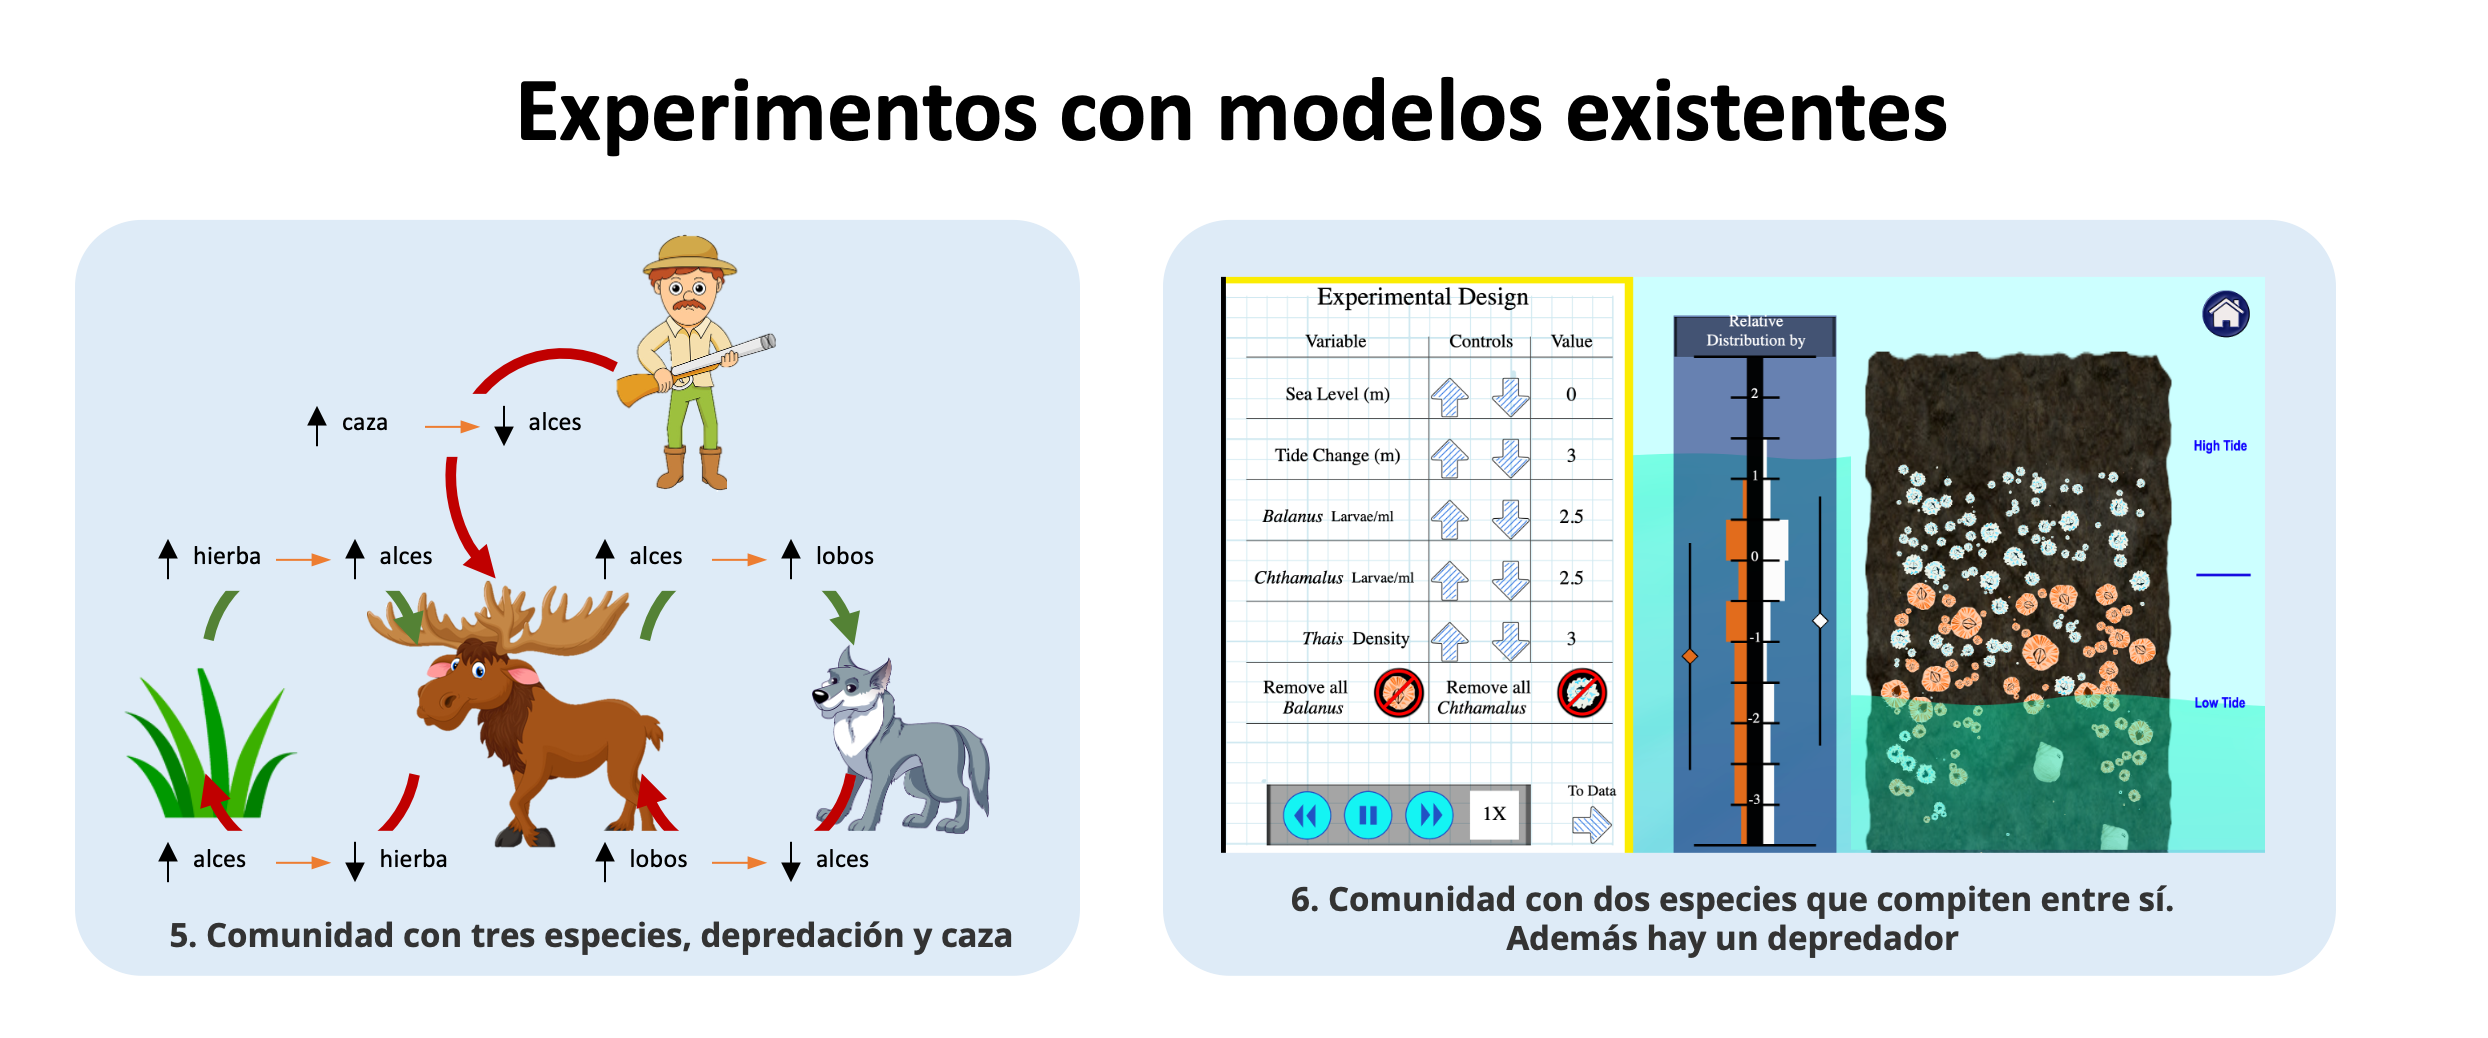 Experimentos con modelos existentes
caza alces
hierba alces
alces lobos
alces hierba
lobos alces
5. Comunidad con tres especies, depredación y caza
Experimental Design
Variable Controls Value
Sea Level (m) 0
Tide Change (m) 3
Balanus Larvae/ml 2.5
Chthamalus Larvae/ml 2.5
Thais Density 3
Remove all
Balanus
Remove all
Chthamalus
1X
To Data
Relative
Distribution by
2
1
0
-1
-2
-3
High Tide
Low Tide
6. Comunidad con dos especies que compiten entre sí.
Además hay un depredador